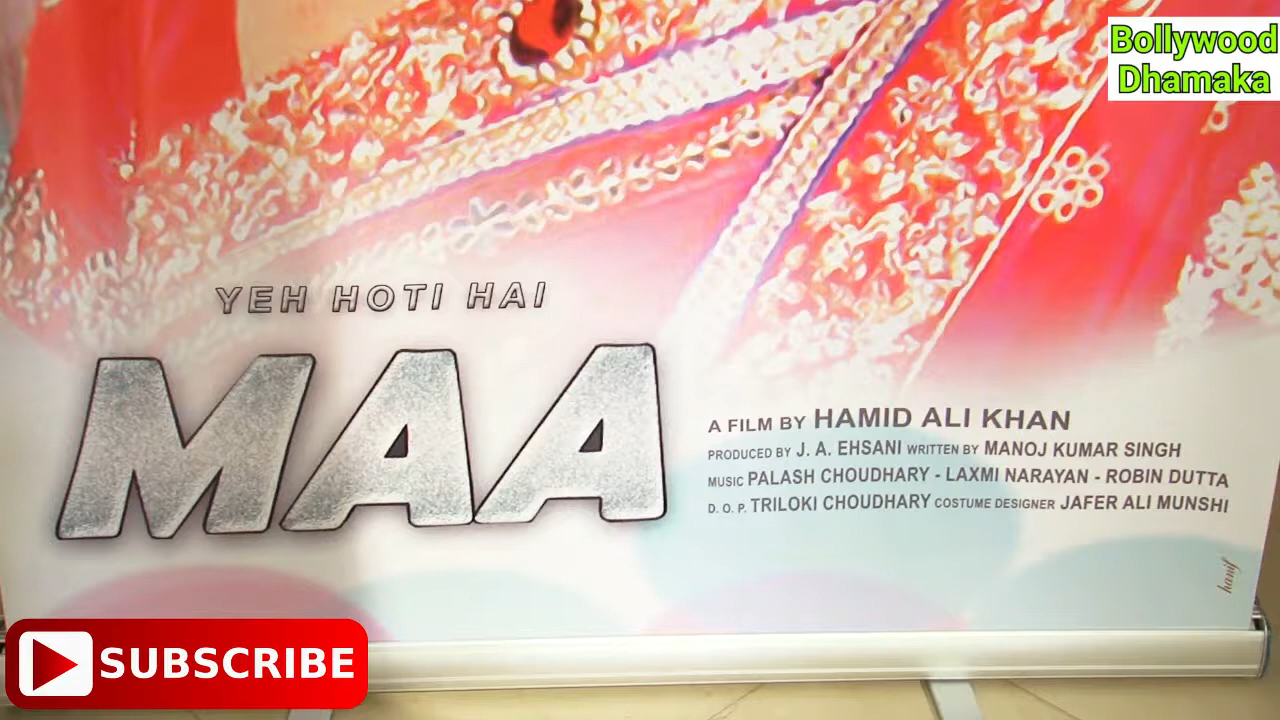 Bollywood
Dhamaka
YEH HOTI HAI
MAA
A FILM BY HAMID ALI KHAN
PRODUCED BY J. A. EHSANI WRITTEN BY MANOJ KUMAR SINGH
MUSIC PALASH CHOUDHARY - LAXMI NARAYAN - ROBIN DUTTA
D. O. P. TRILOKI CHOUDHARY COSTUME DESIGNER JAFER ALI MUNSHI
hanif
SUBSCRIBE